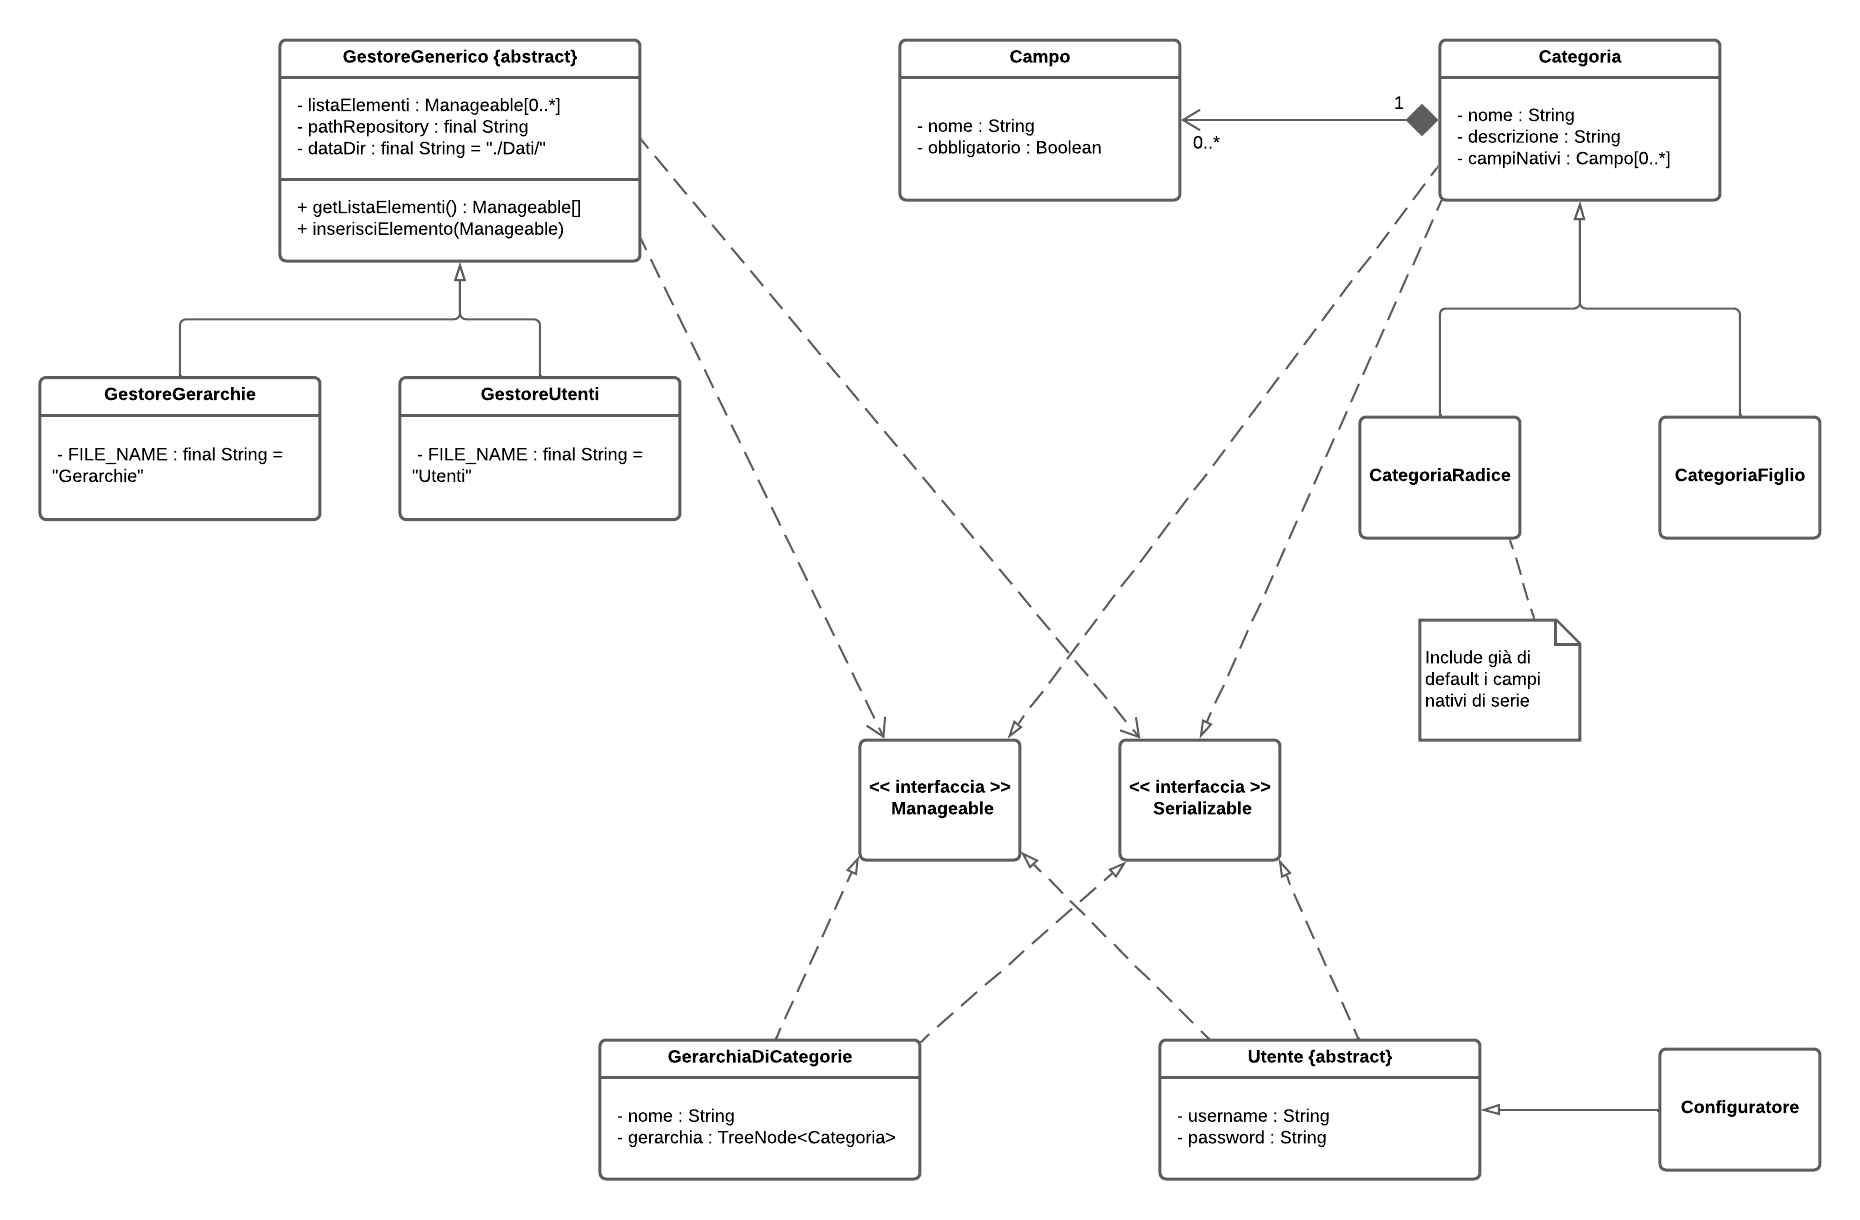 GestoreGenerico {abstract}
- listaElementi : Manageable[0..*]
- pathRepository : final String
- dataDir : final String = "./Dati/"
+ getListaElementi() : Manageable[]
+ inserisciElemento(Manageable)
Campo
- nome : String
- obbligatorio : Boolean
1
0..*
Categoria
- nome : String
- descrizione : String
- campiNativi : Campo[0..*]
GestoreGerarchie
- FILE_NAME : final String =
"Gerarchie"
GestoreUtenti
- FILE_NAME : final String =
"Utenti"
CategoriaRadice
CategoriaFiglio
Include già di
default i campi
nativi di serie
<< interfaccia >>
Manageable
<< interfaccia >>
Serializable
GerarchiaDiCategorie
- nome : String
- gerarchia : TreeNode<Categoria>
Utente {abstract}
- username : String
- password : String
Configuratore